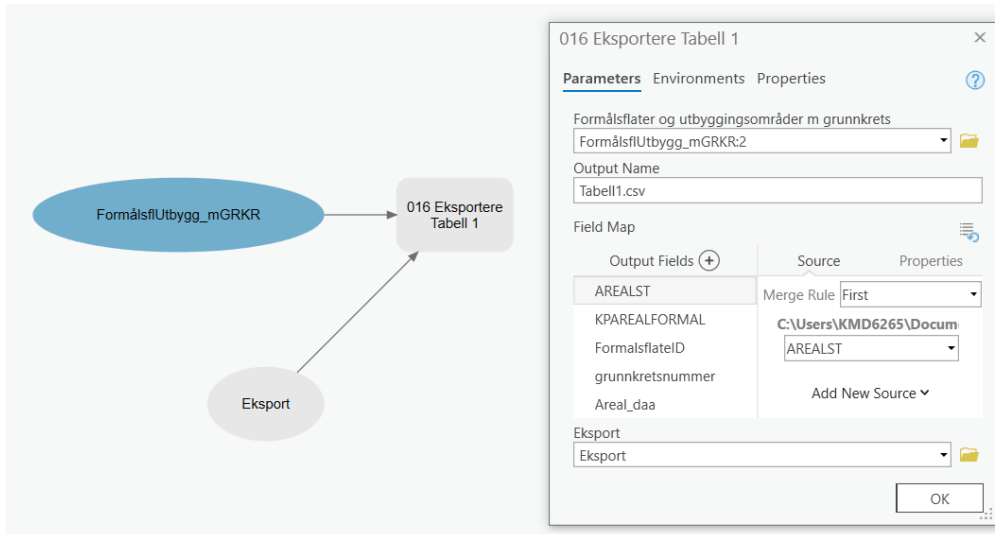 FormålsflUtbygg_mGRKR
016 Eksportere
Tabell 1
Eksport
016 Eksportere Tabell 1
Parameters Environments Properties
Formålsflater og utbyggingsområder m grunnkrets
FormålsflUtbygg_mGRKR:2
Output Name
Tabell1.csv
Field Map
Output Fields
Source Properties
AREALST
KPAREALFORMAL
FormalsflateID
grunnkretsnummer
Areal_daa
Merge Rule First
C:\Users\KMD6265\Docum
AREALST
Add New Source
Eksport
Eksport
OK